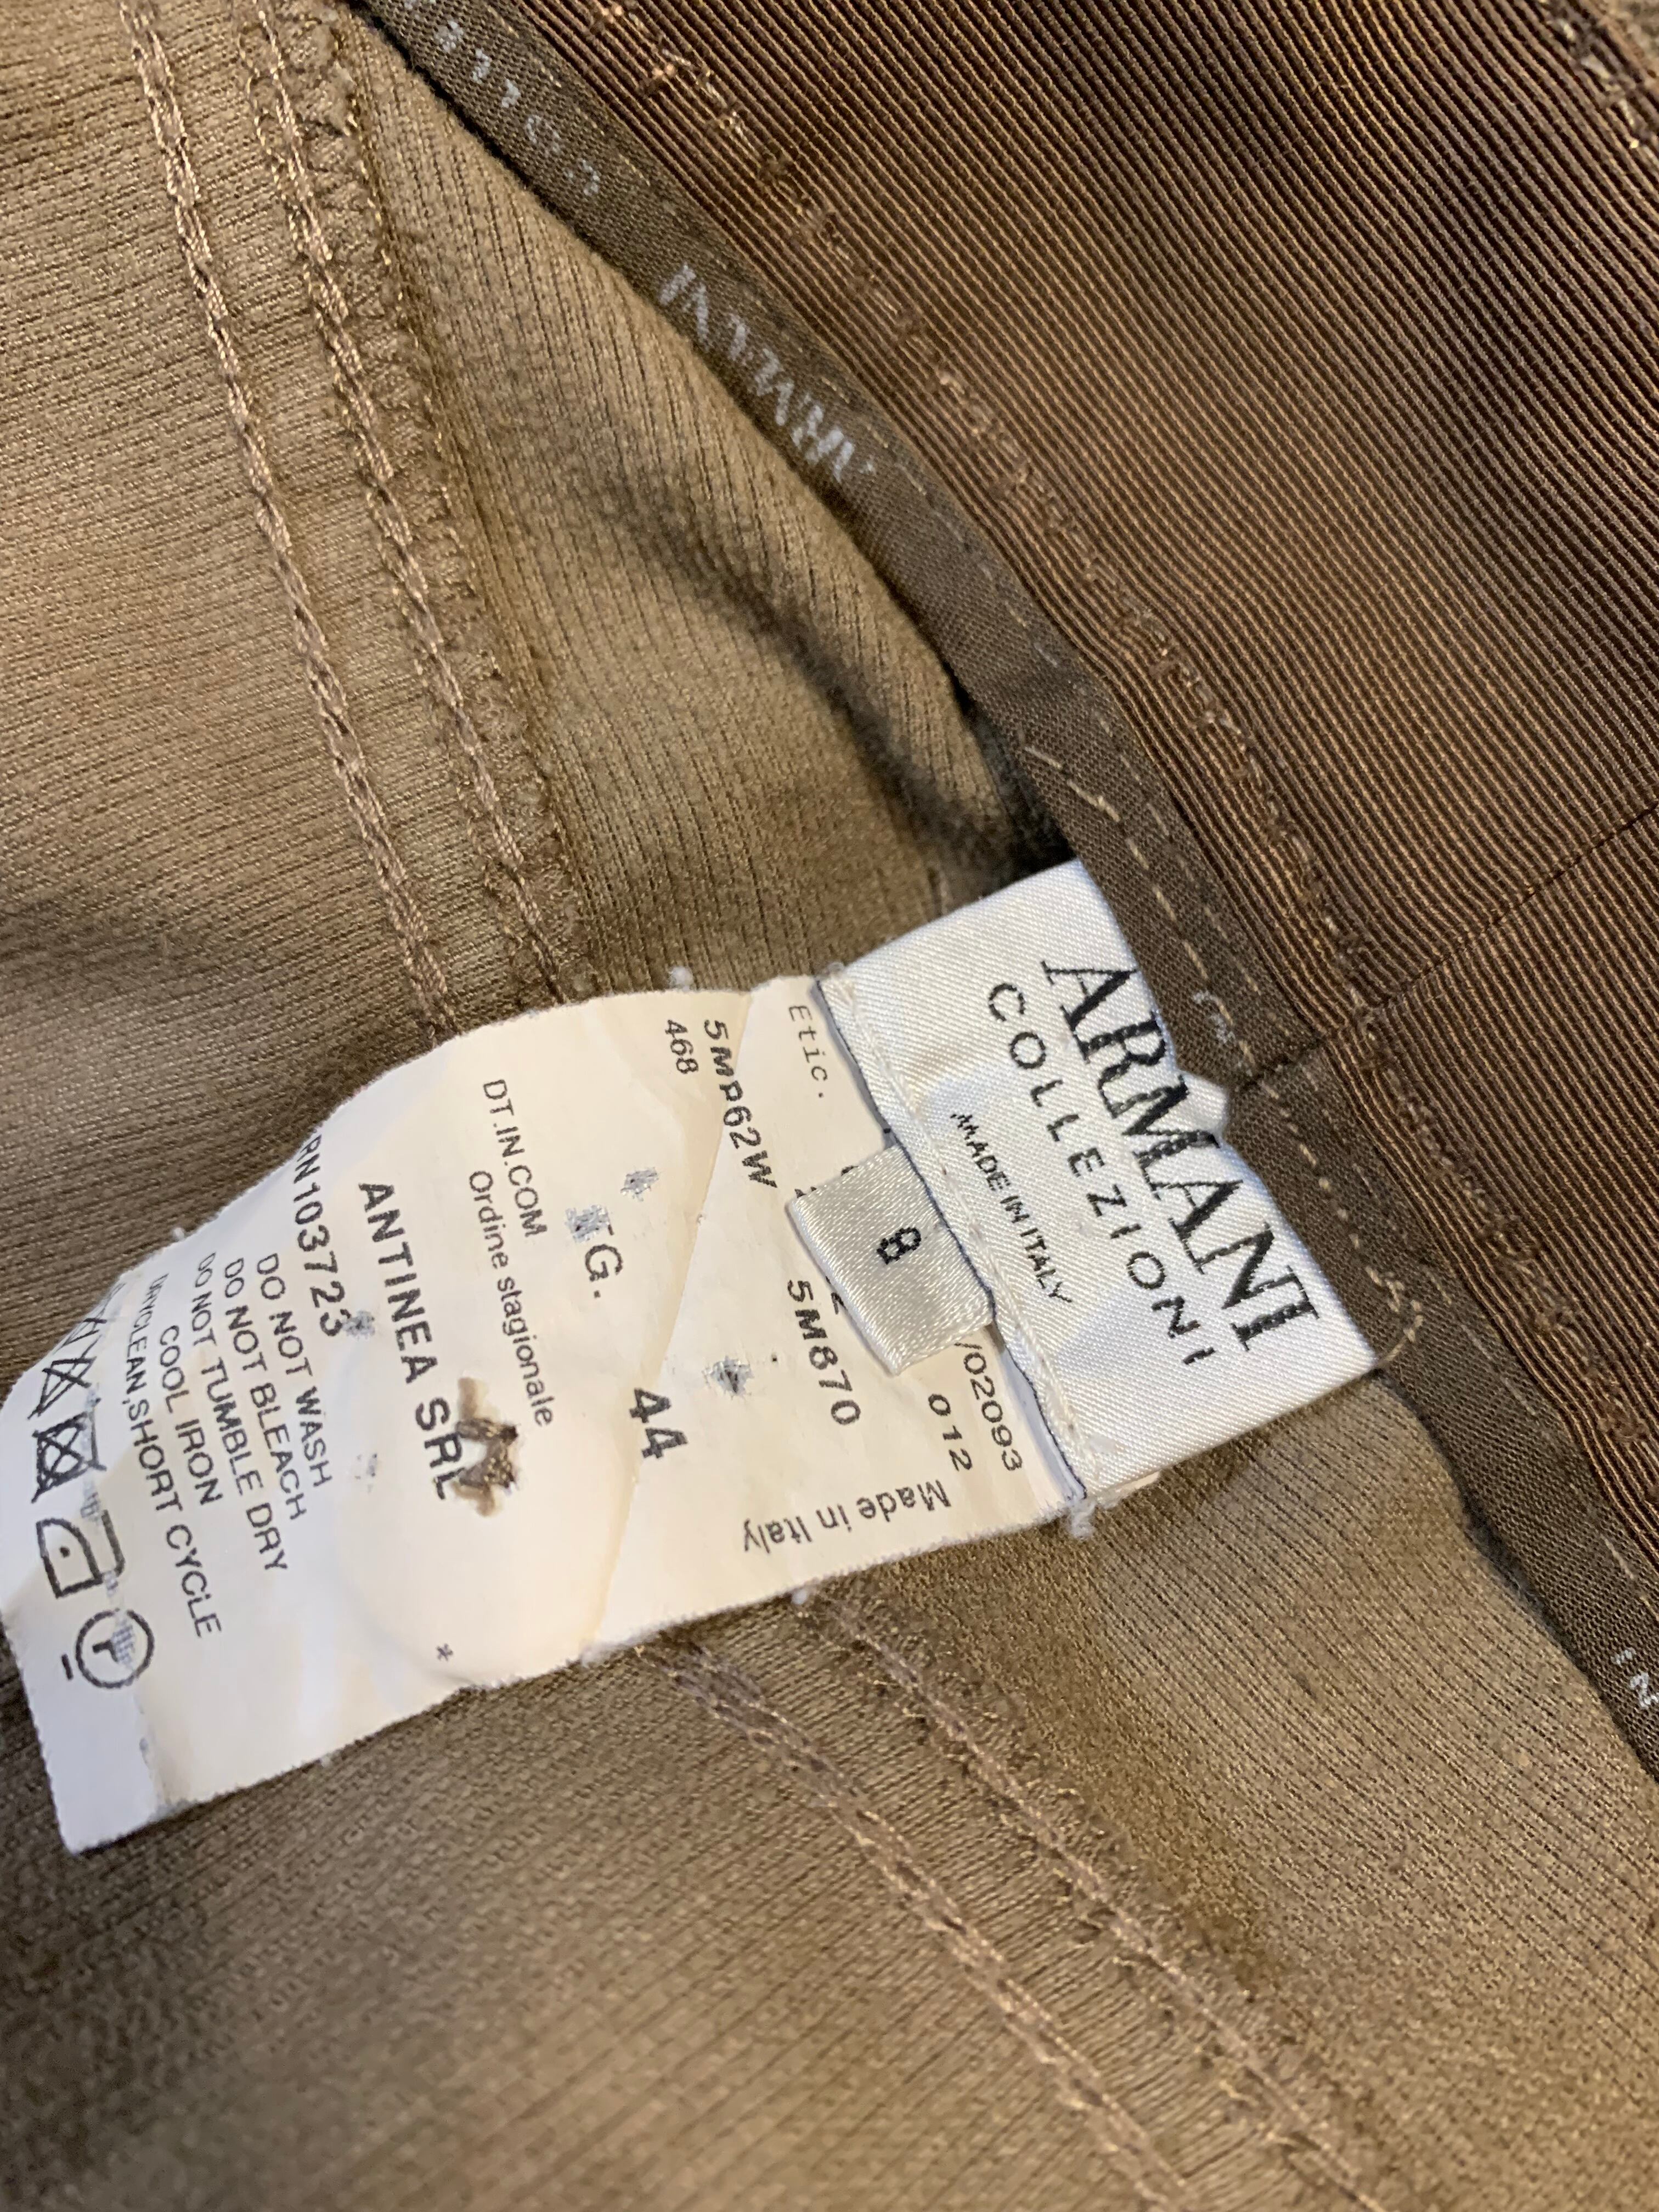 ARMANI
COLLEZIONI
MADE IN ITALY
8
Etic.
/02093
012
5MP62W
5M870
468
Made in Italy
TG. 44
DT.IN.COM
Ordine stagionale
ANTINEA SRL
RN103723
DO NOT WASH
DO NOT BLEACH
DO NOT TUMBLE DRY
COOL IRON
DRYCLEAN,SHORT CYCLE
*
ARMANI